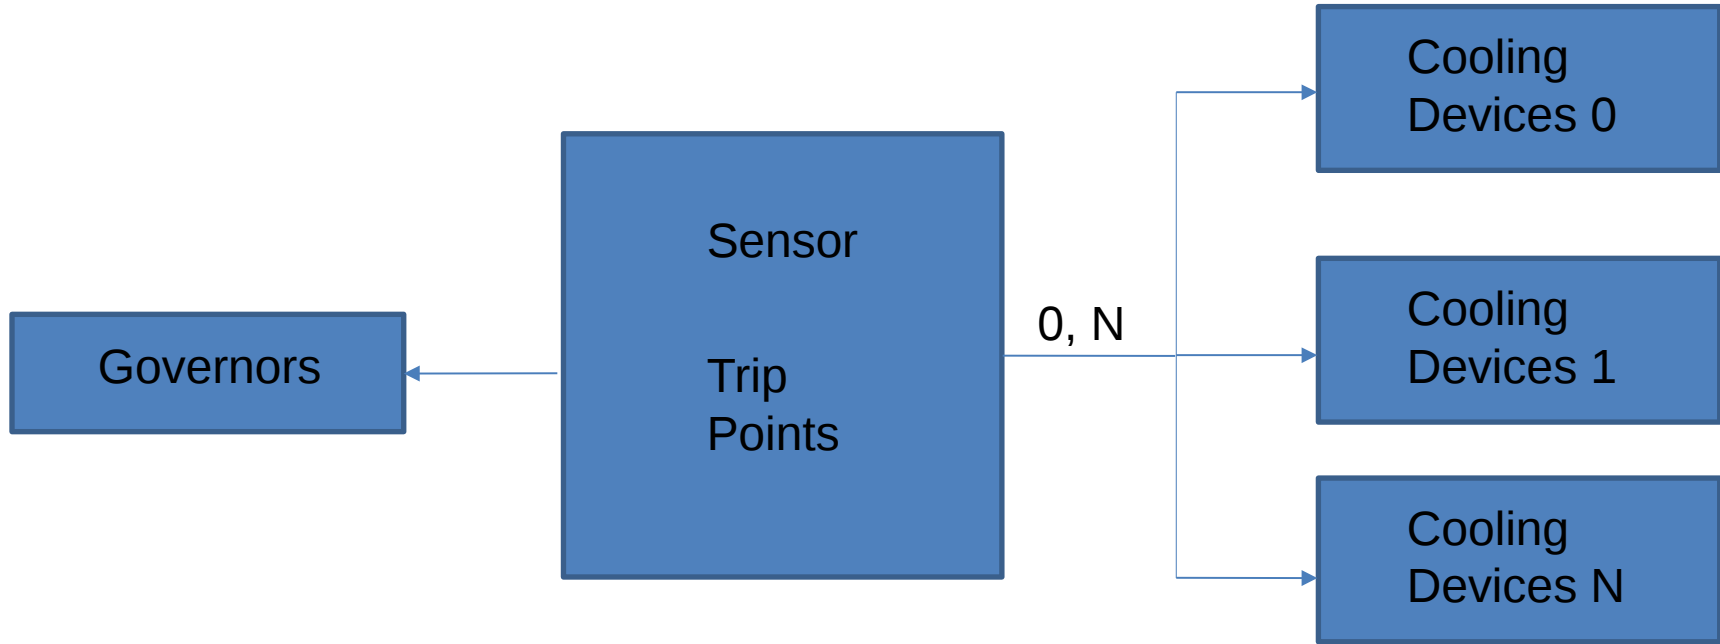 Governors
Sensor
Trip
Points
0, N
Cooling
Devices 0
Cooling
Devices 1
Cooling
Devices N